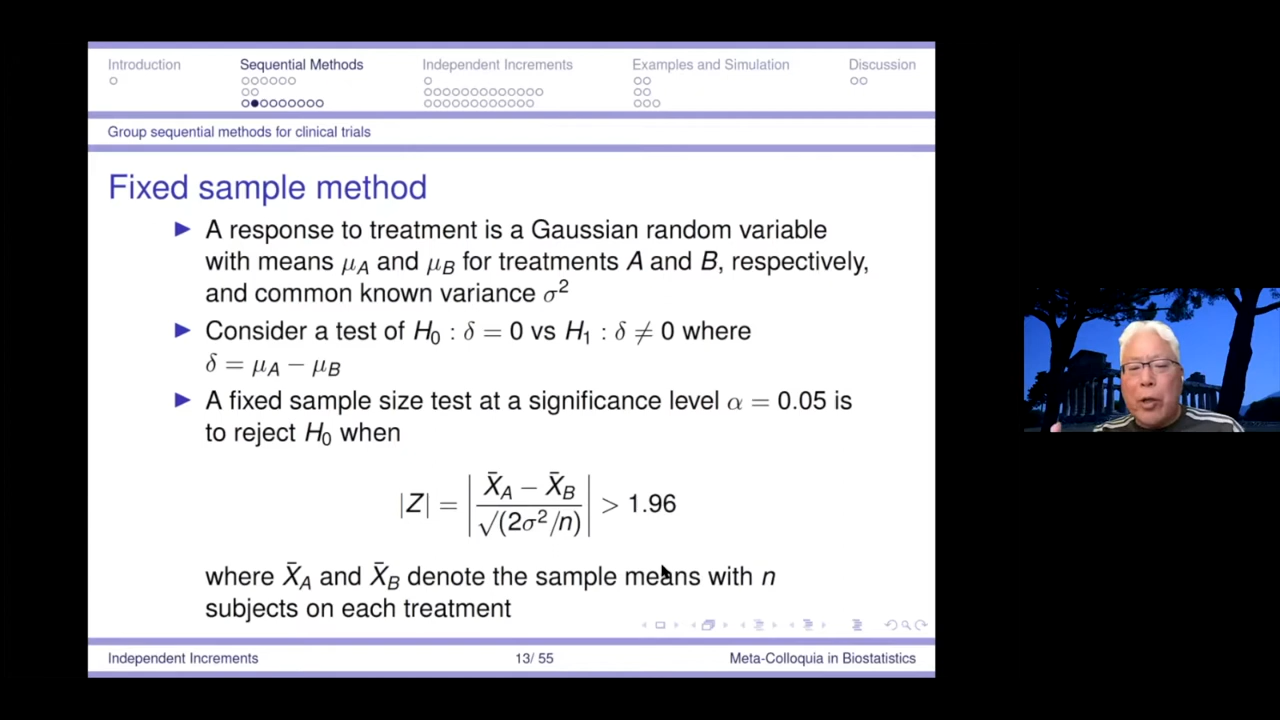 Introduction Sequential Methods Independent Increments Examples and Simulation Discussion
Group sequential methods for clinical trials
Fixed sample method
▶ A response to treatment is a Gaussian random variable
with means μ_A and μ_B for treatments A and B, respectively,
and common known variance σ²
▶ Consider a test of H₀ : δ = 0 vs H₁ : δ ≠ 0 where
δ = μ_A − μ_B
▶ A fixed sample size test at a significance level α = 0.05 is
to reject H₀ when
|Z| = | (X̄_A − X̄_B) / √(2σ²/n) | > 1.96
where X̄_A and X̄_B denote the sample means with n
subjects on each treatment
Independent Increments 13/ 55 Meta-Colloquia in Biostatistics